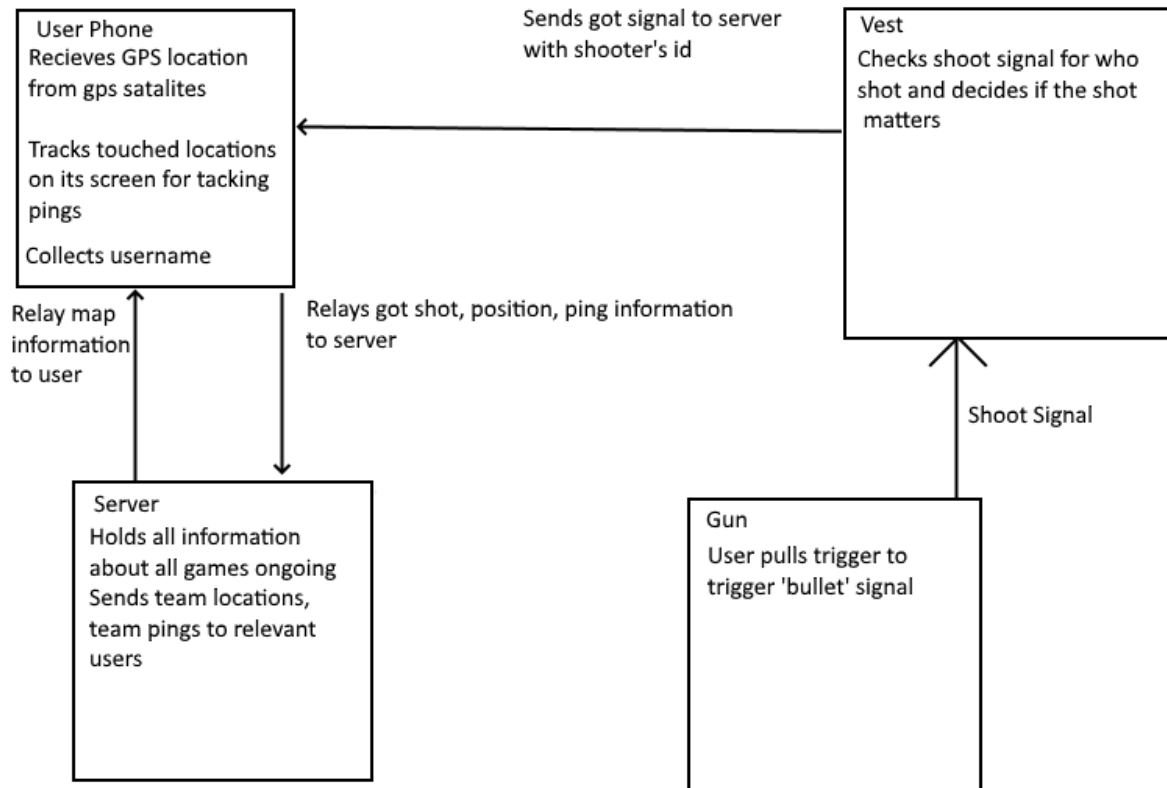 User Phone
Recieves GPS location
from gps satalites
Tracks touched locations
on its screen for tacking
pings
Collects username
Sends got signal to server
with shooter's id
Vest
Checks shoot signal for who
shot and decides if the shot
matters
Relay map
information
to user
Relays got shot, position, ping information
to server
Shoot Signal
Server
Holds all information
about all games ongoing
Sends team locations,
team pings to relevant
users
Gun
User pulls trigger to
trigger 'bullet' signal